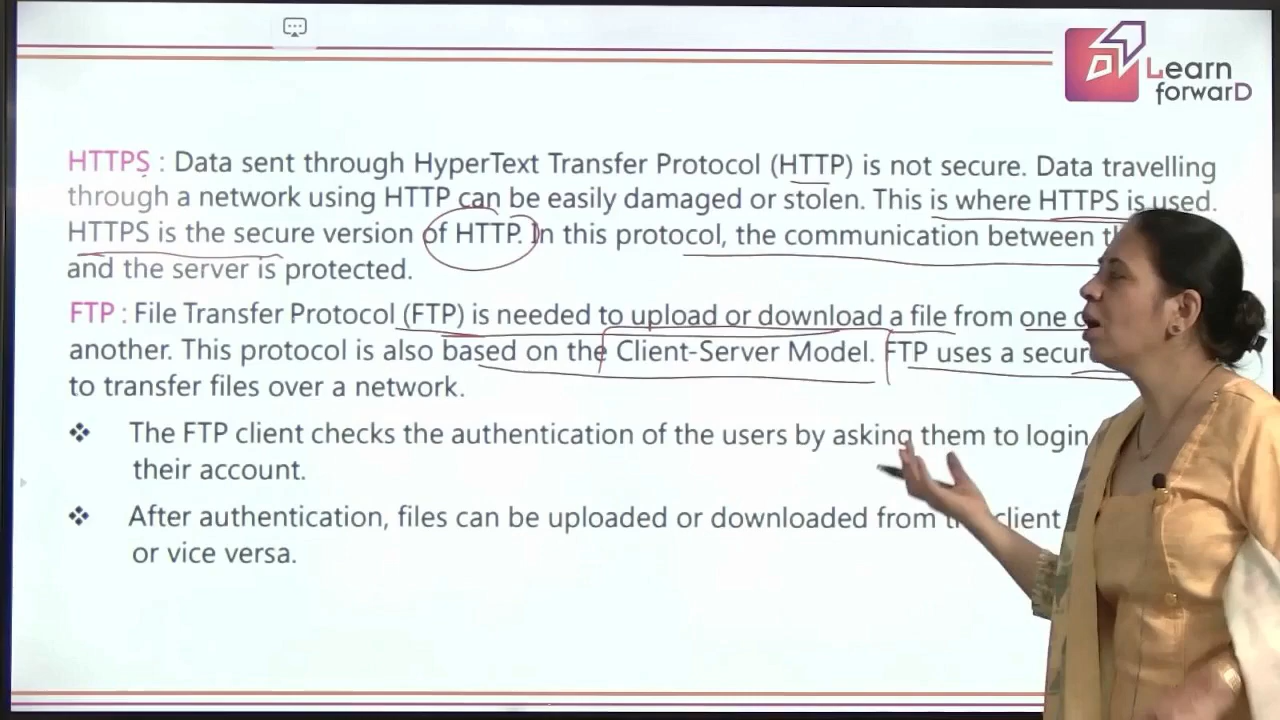 Learn
forwarD
HTTPS : Data sent through HyperText Transfer Protocol (HTTP) is not secure. Data travelling
through a network using HTTP can be easily damaged or stolen. This is where HTTPS is used.
HTTPS is the secure version of HTTP. In this protocol, the communication between
and the server is protected.
FTP : File Transfer Protocol (FTP) is needed to upload or download a file from one
another. This protocol is also based on the Client-Server Model. FTP uses a
to transfer files over a network.
The FTP client checks the authentication of the users by asking them to login
their account.
After authentication, files can be uploaded or downloaded from client
or vice versa.